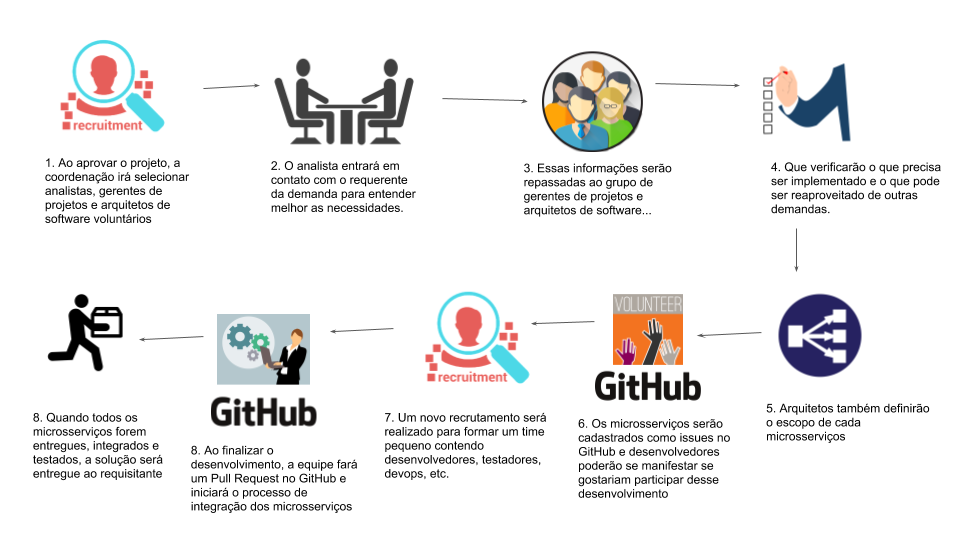 recruitment
1. Ao aprovar o projeto, a
coordenação irá selecionar
analistas, gerentes de
projetos e arquitetos de
software voluntários
2. O analista entrará em
contato com o requerente
da demanda para entender
melhor as necessidades.
3. Essas informações serão
repassadas ao grupo de
gerentes de projetos e
arquitetos de software...
4. Que verificarão o que precisa
ser implementado e o que pode
ser reaproveitado de outras
demandas.
5. Arquitetos também definirão
o escopo de cada
microsserviços
VOLUNTEER
GitHub
6. Os microsserviços serão
cadastrados como issues no
GitHub e desenvolvedores
poderão se manifestar se
gostariam participar desse
desenvolvimento
recruitment
7. Um novo recrutamento será
realizado para formar um time
pequeno contendo
desenvolvedores, testadores,
devops, etc.
GitHub
8. Ao finalizar o
desenvolvimento, a equipe fará
um Pull Request no GitHub e
iniciará o processo de
integração dos microsserviços
8. Quando todos os
microsserviços forem
entregues, integrados e
testados, a solução será
entregue ao requisitante